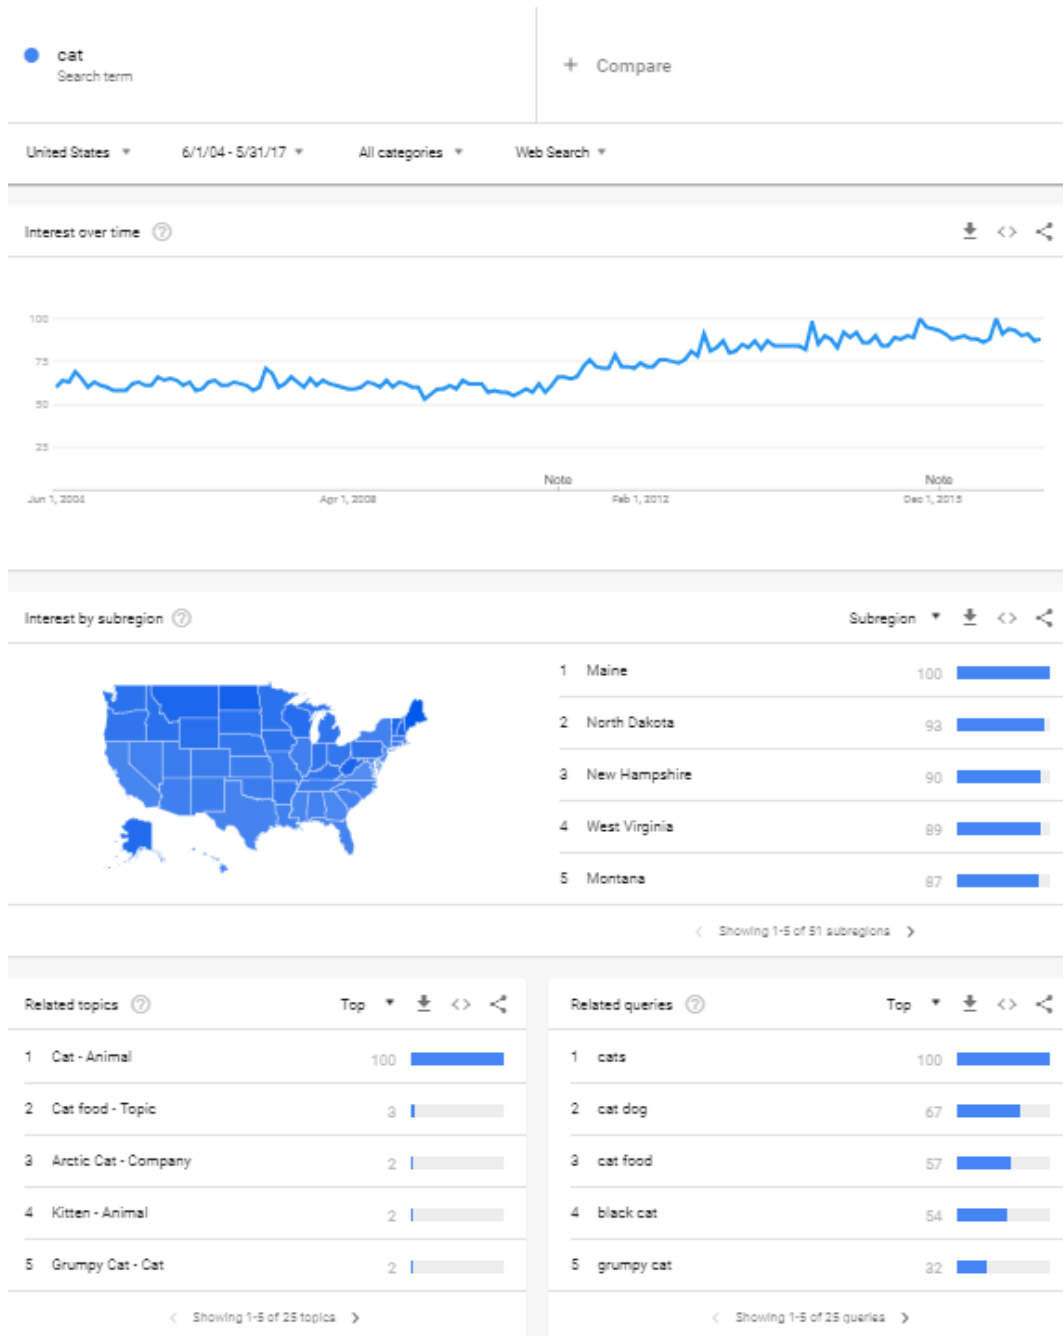 cat
Search term
+ Compare
United States
6/1/04 - 5/31/17
All categories
Web Search
Interest over time ?
100
75
50
25
Note
Note
Jun 1, 2004
Apr 1, 2008
Feb 1, 2012
Dec 1, 2015
Interest by subregion ?
Subregion
1 Maine 100
2 North Dakota 93
3 New Hampshire 90
4 West Virginia 89
5 Montana 87
Showing 1-5 of 51 subregions
Related topics ?
Top
1 Cat - Animal 100
2 Cat food - Topic 3
3 Arctic Cat - Company 2
4 Kitten - Animal 2
5 Grumpy Cat - Cat 2
Showing 1-5 of 25 topics
Related queries ?
Top
1 cats 100
2 cat dog 67
3 cat food 57
4 black cat 54
5 grumpy cat 32
Showing 1-5 of 25 queries